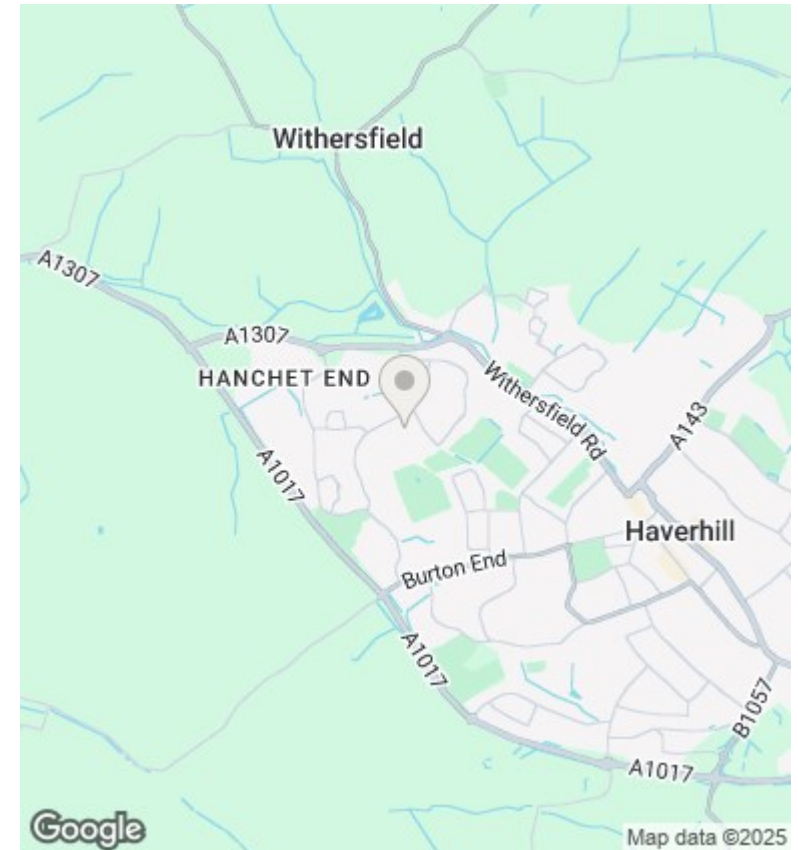 Withersfield
A1307
A1307
HANCHET END
Withersfield Rd
A143
A1017
Haverhill
Burton End
A1017
B1057
A1017
Google
Map data ©2025